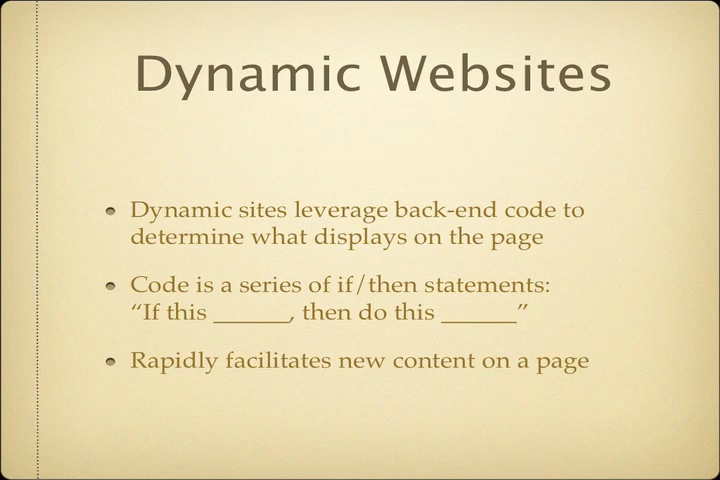 Dynamic Websites
Dynamic sites leverage back-end code to
determine what displays on the page
Code is a series of if/then statements:
“If this ______, then do this ______”
Rapidly facilitates new content on a page